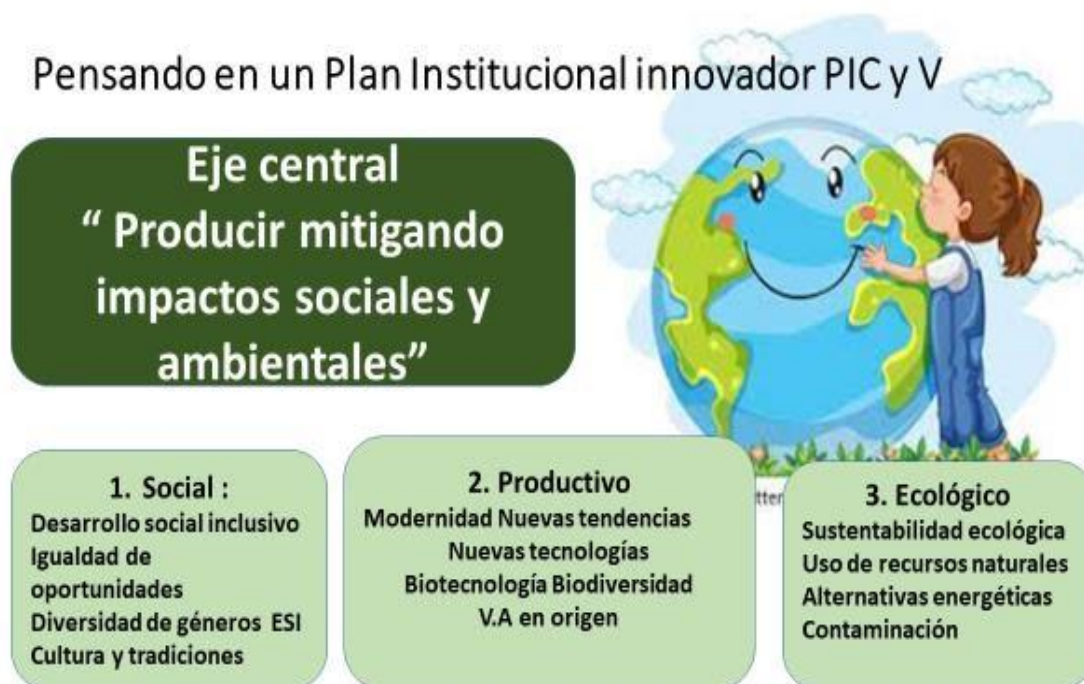 Pensando en un Plan Institucional innovador PIC y V
Eje central
“ Producir mitigando
impactos sociales y
ambientales”
1. Social :
Desarrollo social inclusivo
Igualdad de
oportunidades
Diversidad de géneros ESI
Cultura y tradiciones
2. Productivo
Modernidad Nuevas tendencias
Nuevas tecnologías
Biotecnología Biodiversidad
V.A en origen
3. Ecológico
Sustentabilidad ecológica
Uso de recursos naturales
Alternativas energéticas
Contaminación